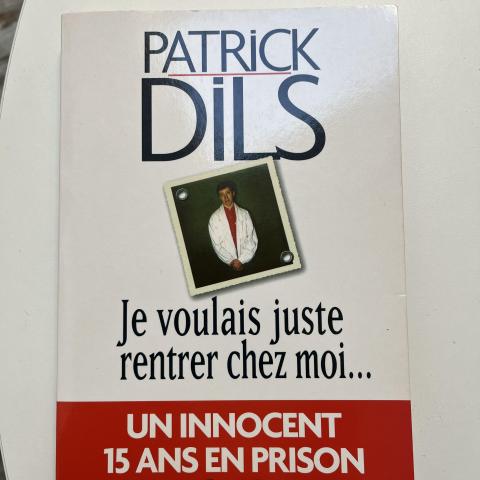 PATRiCK
DiLS
Je voulais juste
rentrer chez moi...
UN INNOCENT
15 ANS EN PRISON